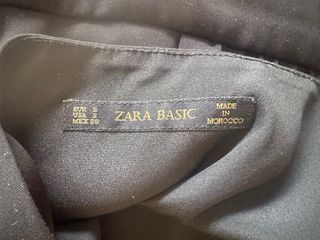 EUR S
USA S
MEX 26
ZARA BASIC
MADE
IN
MOROCCO